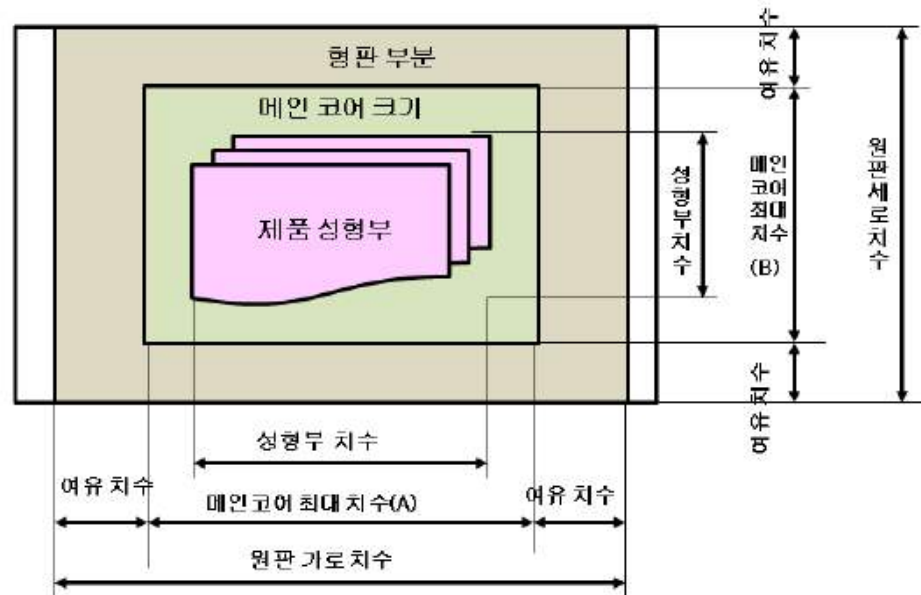 형판 부분
메인 코어 크기
제품 성형부
여유 치수
성형부치수
메인
코어
최대
치수
(B)
원판세로치수
여유 치수
성형부 치수
여유 치수
메인코어 최대 치수(A)
여유 치수
원판 가로 치수